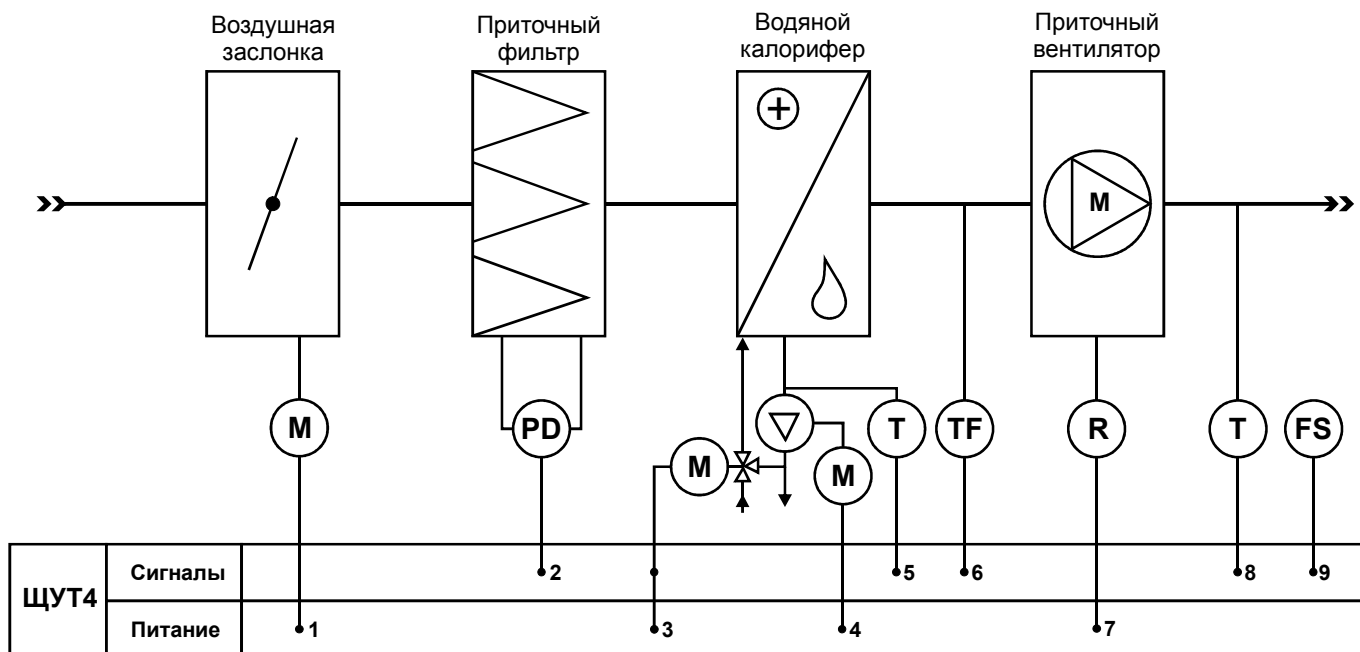 Воздушная
заслонка
Приточный
фильтр
Водяной
калорифер
Приточный
вентилятор
M
M
PD
T
TF
R
T
FS
M
M
ЩУТ4
Сигналы
2
5
6
8
9
Питание
1
3
4
7